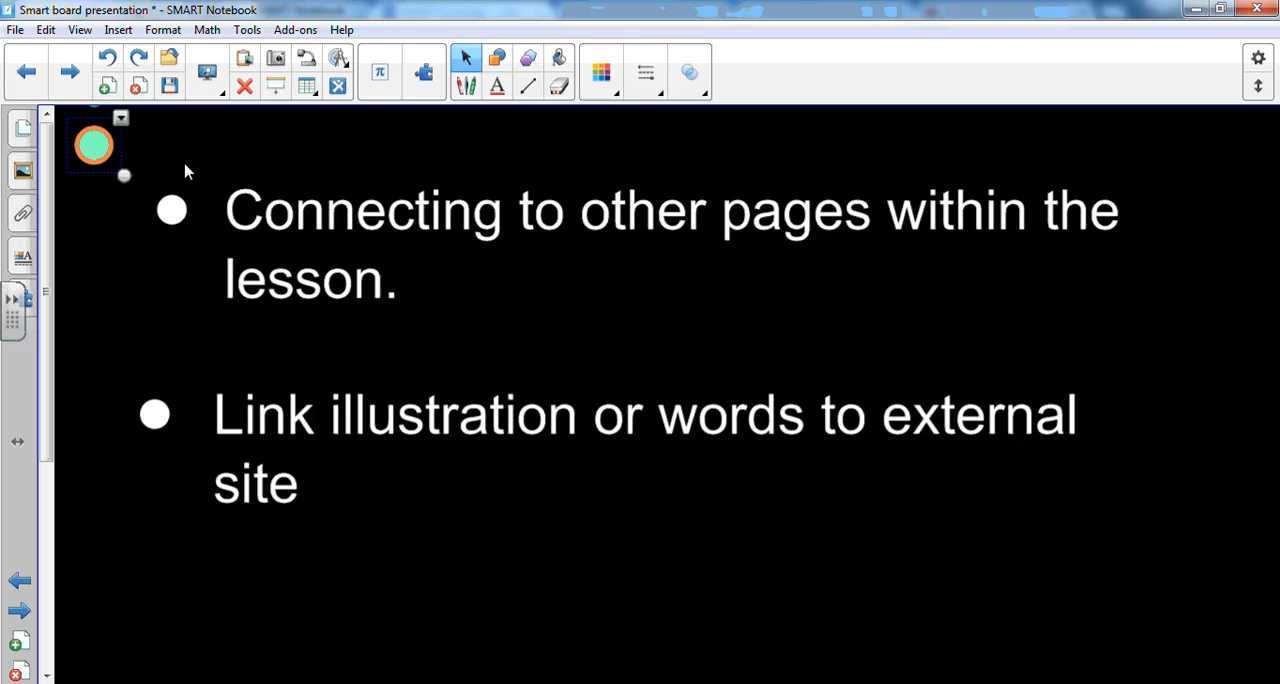 Smart board presentation * - SMART Notebook
File Edit View Insert Format Math Tools Add-ons Help
Connecting to other pages within the
lesson.
Link illustration or words to external
site